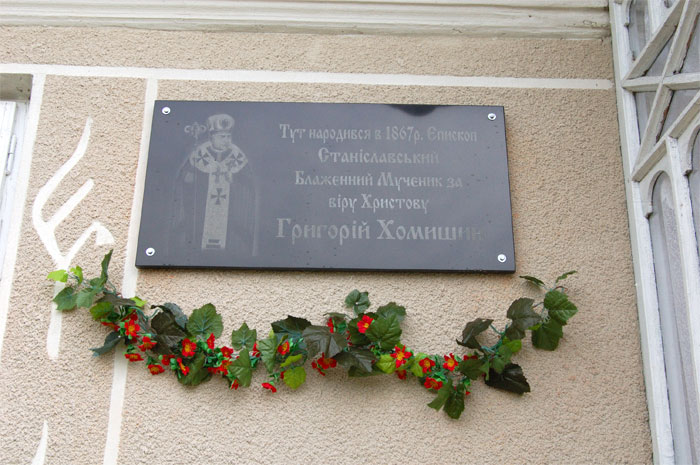 Тут народився в 1867р. Єпископ
Станіславський
Блаженний Мученик за
віру Христову
Григорій Хомишин